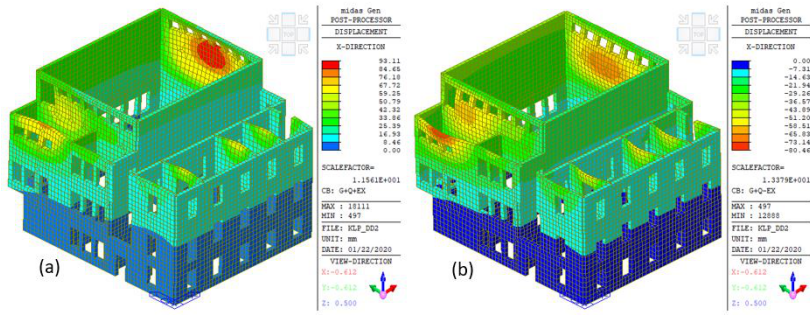 TOP
(a)
midas Gen
POST-PROCESSOR
DISPLACEMENT
X-DIRECTION
93.11
84.65
76.18
67.72
59.25
50.79
42.32
33.86
25.39
16.93
8.46
0.00
SCALEFACTOR=
1.1561E+001
CB: G+Q+EX
MAX : 18111
MIN : 497
FILE: KLP_DD2
UNIT: mm
DATE: 01/22/2020
VIEW-DIRECTION
X:-0.612
Y:-0.612
Z: 0.500
TOP
(b)
midas Gen
POST-PROCESSOR
DISPLACEMENT
X-DIRECTION
0.00
-7.31
-14.63
-21.94
-29.26
-36.57
-43.89
-51.20
-58.51
-65.83
-73.14
-80.46
SCALEFACTOR=
1.3379E+001
CB: G+Q-EX
MAX : 497
MIN : 12888
FILE: KLP_DD2
UNIT: mm
DATE: 01/22/2020
VIEW-DIRECTION
X:-0.612
Y:-0.612
Z: 0.500